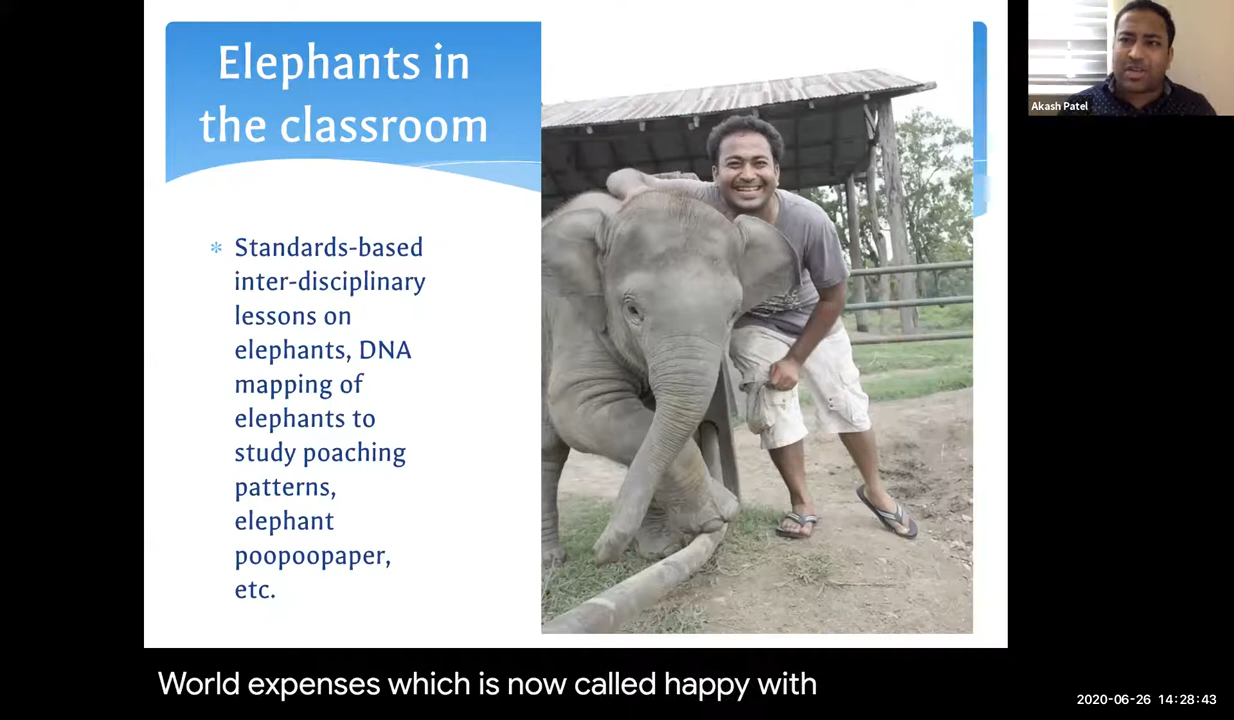 Elephants in
the classroom
Akash Patel
* Standards-based
inter-disciplinary
lessons on
elephants, DNA
mapping of
elephants to
study poaching
patterns,
elephant
poopoopaper,
etc.
World expenses which is now called happy with
2020-06-26 14:28:43